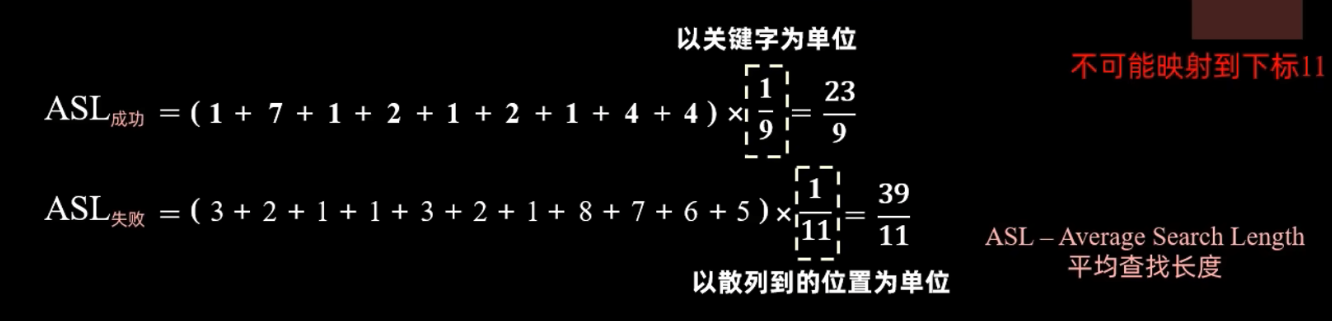 以关键字为单位
不可能映射到下标11
ASL成功 = ( 1 + 7 + 1 + 2 + 1 + 2 + 1 + 4 + 4 ) × 1/9 = 23/9
ASL失败 = ( 3 + 2 + 1 + 1 + 3 + 2 + 1 + 8 + 7 + 6 + 5 ) × 1/11 = 39/11
ASL – Average Search Length
平均查找长度
以散列到的位置为单位